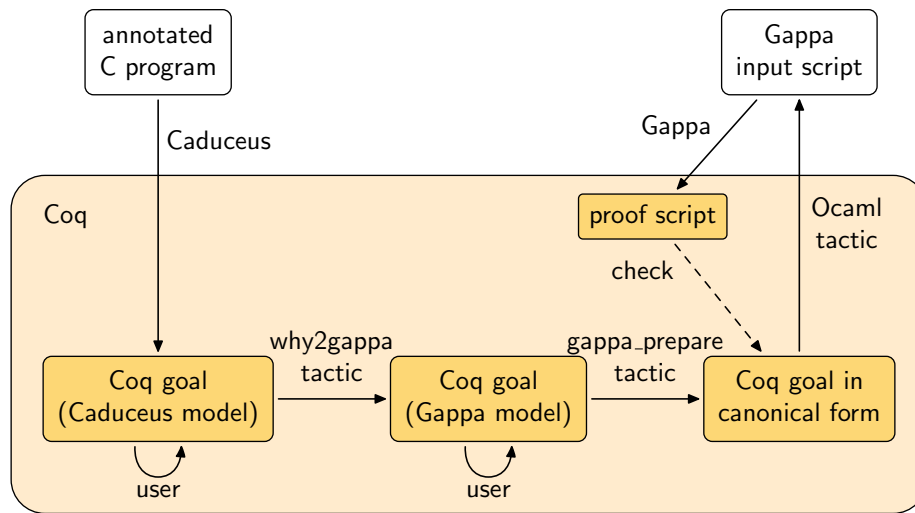 annotated
C program
Gappa
input script
Caduceus
Gappa
Coq
proof script
Ocaml
tactic
check
why2gappa
tactic
gappa_prepare
tactic
Coq goal
(Caduceus model)
Coq goal
(Gappa model)
Coq goal in
canonical form
user
user